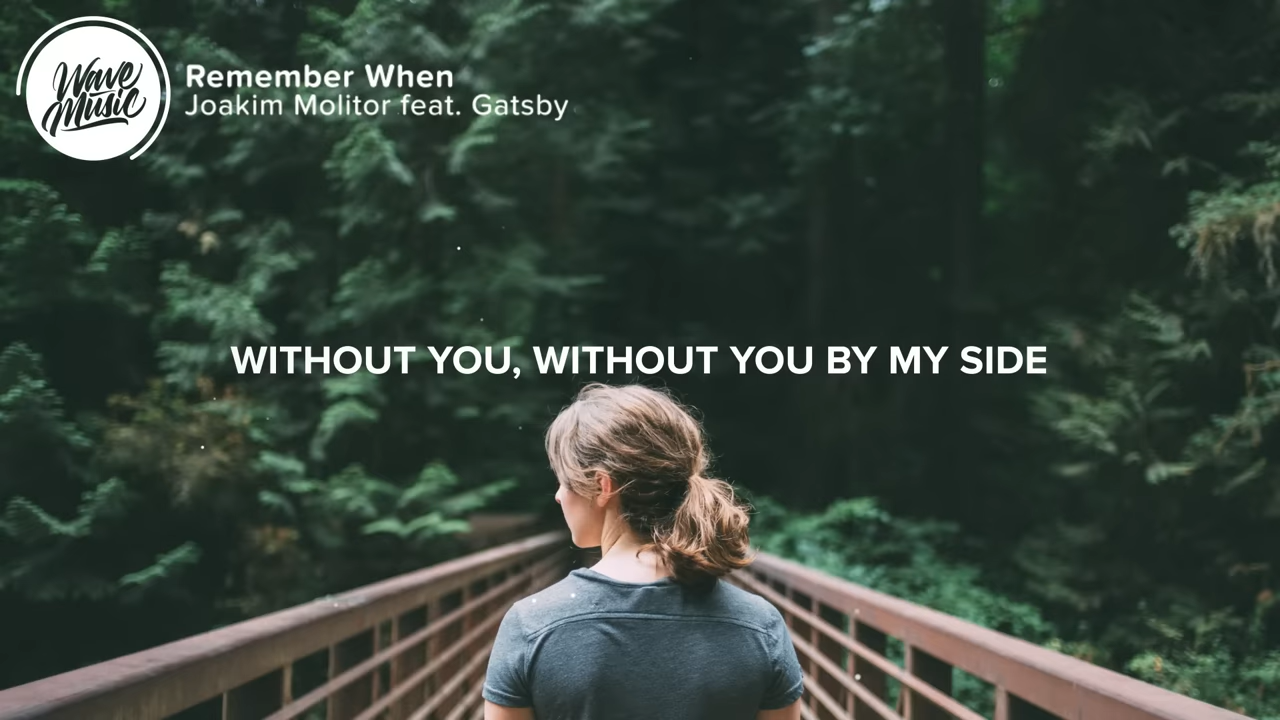 Wave
Music
Remember When
Joakim Molitor feat. Gatsby
WITHOUT YOU, WITHOUT YOU BY MY SIDE